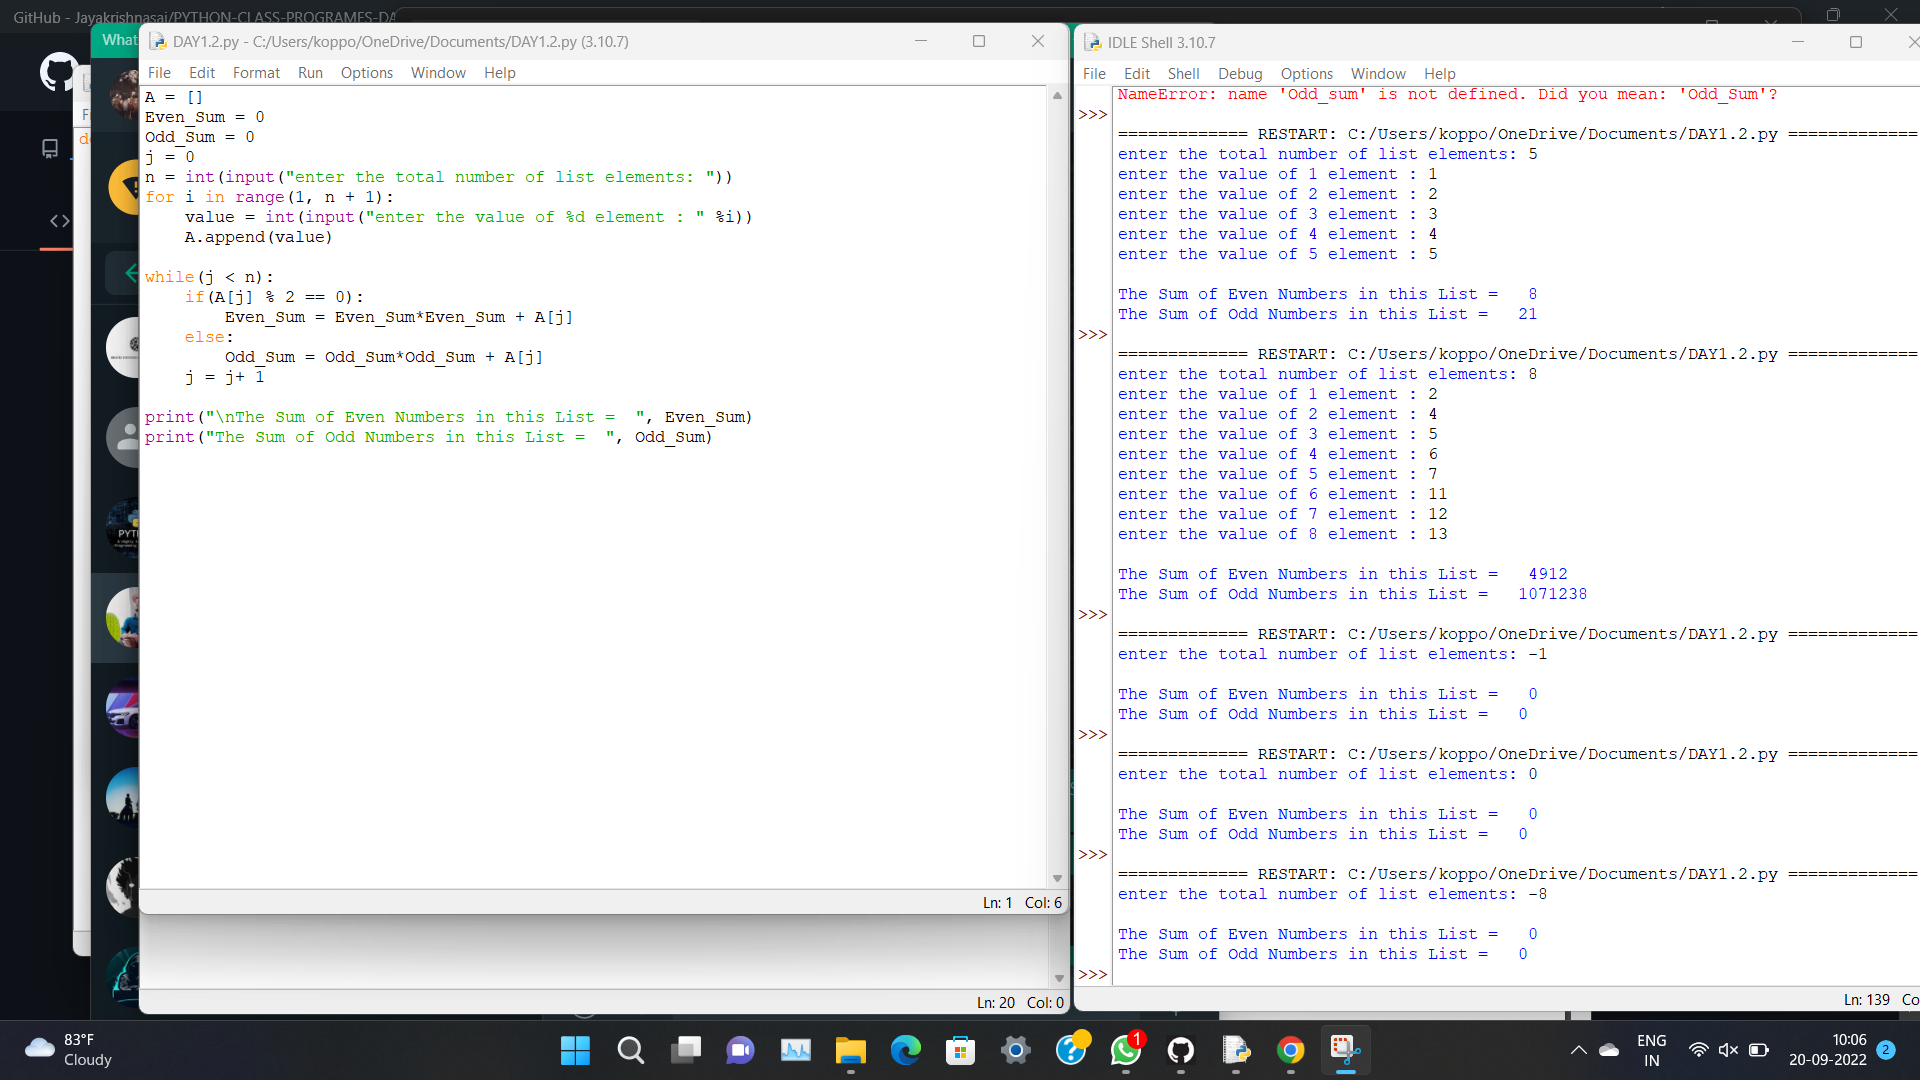 GitHub - Jayakrishnasai/PYTHON-CLASS-PROGRAMES-DA
What
DAY1.2.py - C:/Users/koppo/OneDrive/Documents/DAY1.2.py (3.10.7)
File Edit Format Run Options Window Help
A = []
Even_Sum = 0
Odd_Sum = 0
j = 0
n = int(input("enter the total number of list elements: "))
for i in range(1, n + 1):
    value = int(input("enter the value of %d element : " %i))
    A.append(value)
while(j < n):
    if(A[j] % 2 == 0):
        Even_Sum = Even_Sum*Even_Sum + A[j]
    else:
        Odd_Sum = Odd_Sum*Odd_Sum + A[j]
    j = j+ 1
print("\nThe Sum of Even Numbers in this List =  ", Even_Sum)
print("The Sum of Odd Numbers in this List =  ", Odd_Sum)
Ln: 1 Col: 6
Ln: 20 Col: 0
IDLE Shell 3.10.7
File Edit Shell Debug Options Window Help
NameError: name 'Odd_sum' is not defined. Did you mean: 'Odd_Sum'?
>>>
============= RESTART: C:/Users/koppo/OneDrive/Documents/DAY1.2.py =============
enter the total number of list elements: 5
enter the value of 1 element : 1
enter the value of 2 element : 2
enter the value of 3 element : 3
enter the value of 4 element : 4
enter the value of 5 element : 5
The Sum of Even Numbers in this List =   8
The Sum of Odd Numbers in this List =   21
>>>
============= RESTART: C:/Users/koppo/OneDrive/Documents/DAY1.2.py =============
enter the total number of list elements: 8
enter the value of 1 element : 2
enter the value of 2 element : 4
enter the value of 3 element : 5
enter the value of 4 element : 6
enter the value of 5 element : 7
enter the value of 6 element : 11
enter the value of 7 element : 12
enter the value of 8 element : 13
The Sum of Even Numbers in this List =   4912
The Sum of Odd Numbers in this List =   1071238
>>>
============= RESTART: C:/Users/koppo/OneDrive/Documents/DAY1.2.py =============
enter the total number of list elements: -1
The Sum of Even Numbers in this List =   0
The Sum of Odd Numbers in this List =   0
>>>
============= RESTART: C:/Users/koppo/OneDrive/Documents/DAY1.2.py =============
enter the total number of list elements: 0
The Sum of Even Numbers in this List =   0
The Sum of Odd Numbers in this List =   0
>>>
============= RESTART: C:/Users/koppo/OneDrive/Documents/DAY1.2.py =============
enter the total number of list elements: -8
The Sum of Even Numbers in this List =   0
The Sum of Odd Numbers in this List =   0
>>>
Ln: 139 Co
83°F
Cloudy
1
ENG
IN
10:06
20-09-2022
2